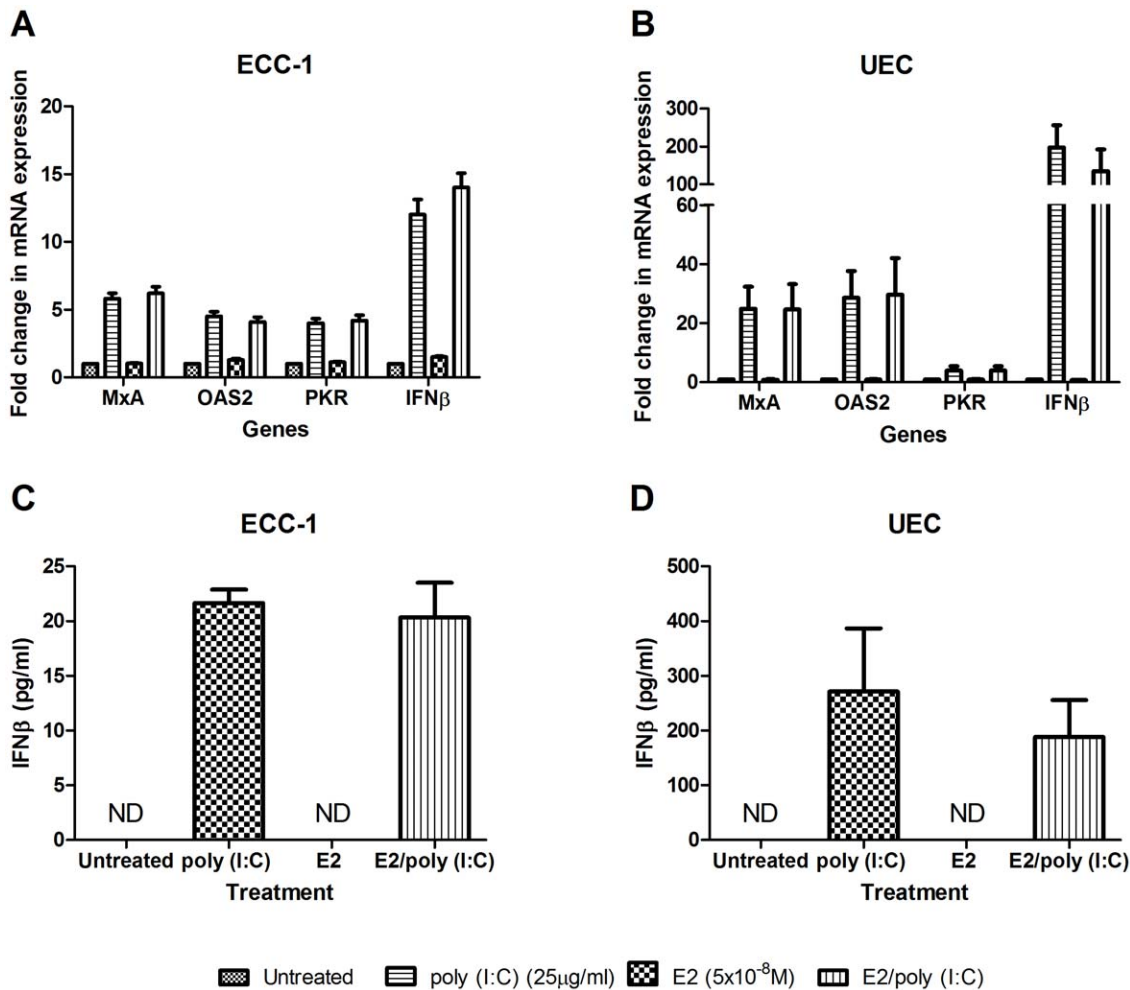 A
ECC-1
Fold change in mRNA expression
20
15
10
5
0
MxA OAS2 PKR IFNβ
Genes
B
UEC
Fold change in mRNA expression
300
200
100
60
40
20
0
MxA OAS2 PKR IFNβ
Genes
C
ECC-1
IFNβ (pg/ml)
25
20
15
10
5
0
ND ND
Untreated poly (I:C) E2 E2/poly (I:C)
Treatment
D
UEC
IFNβ (pg/ml)
500
400
300
200
100
0
ND ND
Untreated poly (I:C) E2 E2/poly (I:C)
Treatment
Untreated poly (I:C) (25μg/ml) E2 (5x10⁻⁸M) E2/poly (I:C)